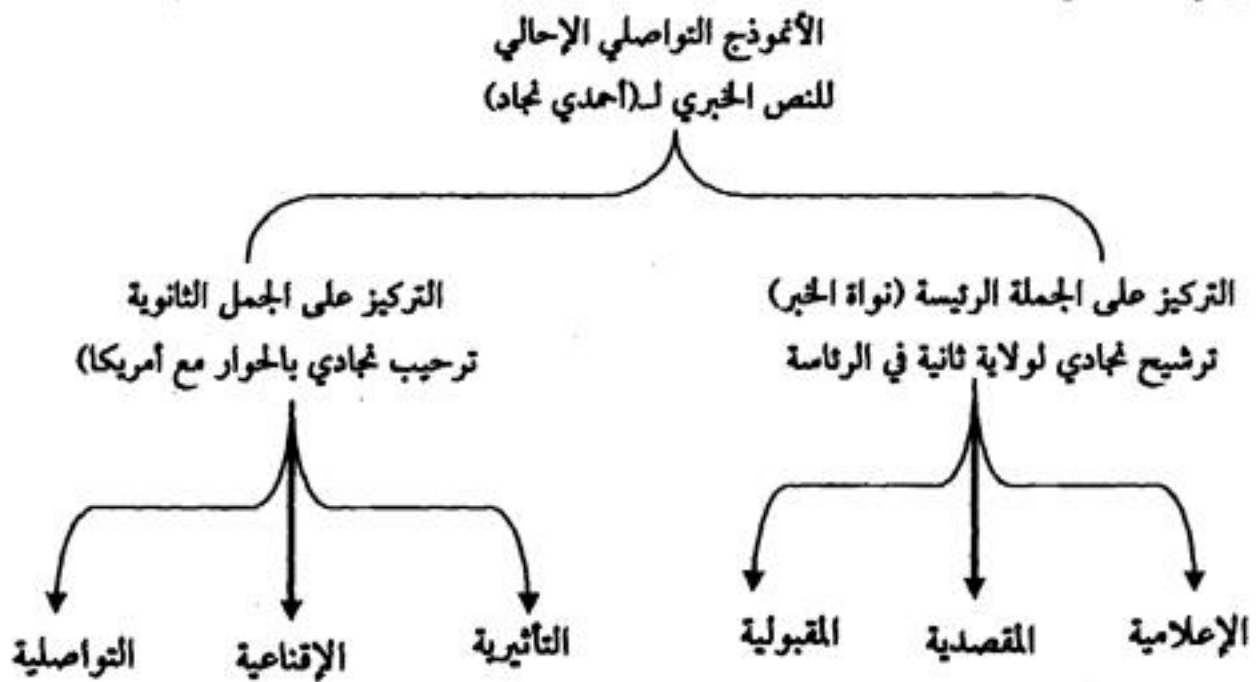 الأنموذج التواصلي الإحالي
للنص الخبري لـ(أحمدي نجاد)
التركيز على الجملة الرئيسة (نواة الخبر)
ترشيح نجادي لولاية ثانية في الرئاسة
التركيز على الجمل الثانوية
ترحيب نجادي بالحوار مع أمريكا)
الإعلامية
المقصدية
المقبولية
التأثيرية
الإقناعية
التواصلية